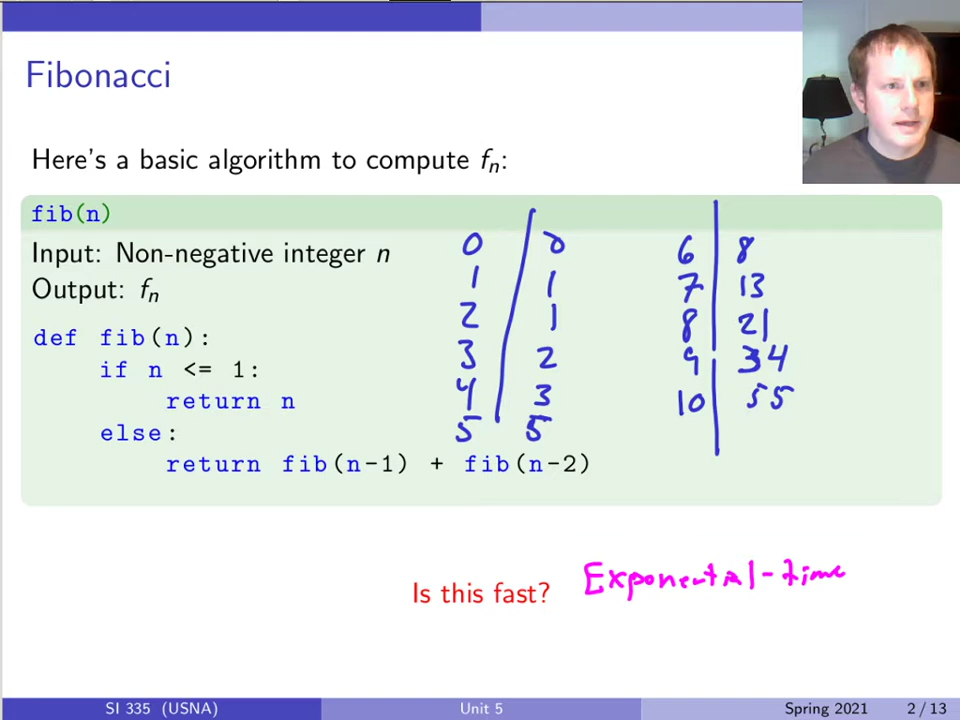 Fibonacci
Here's a basic algorithm to compute fₙ:
fib(n)
Input: Non-negative integer n
Output: fₙ
def fib(n):
if n <= 1:
return n
else:
return fib(n-1) + fib(n-2)
0 0
1 1
2 1
3 2
4 3
5 5
6 8
7 13
8 21
9 34
10 55
Is this fast? Exponential-time
SI 335 (USNA) Unit 5 Spring 2021 2 / 13